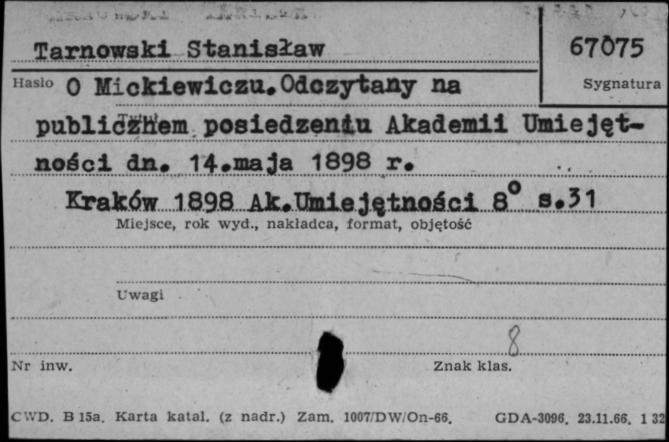 Tarnowski Stanisław
67075
Hasło
O Mickiewiczu.Odczytany na
Sygnatura
publicznem posiedzeniu Akademii Umiejęt-
ności dn. 14.maja 1898 r.
Kraków 1898 Ak.Umiejętności 8° s.31
Miejsce, rok wyd., nakładca, format, objętość
Uwagi
8
Nr inw.
Znak klas.
CWD. B 15a. Karta katal. (z nadr.) Zam. 1007/DW/On-66. GDA-3096. 23.11.66. 1 32